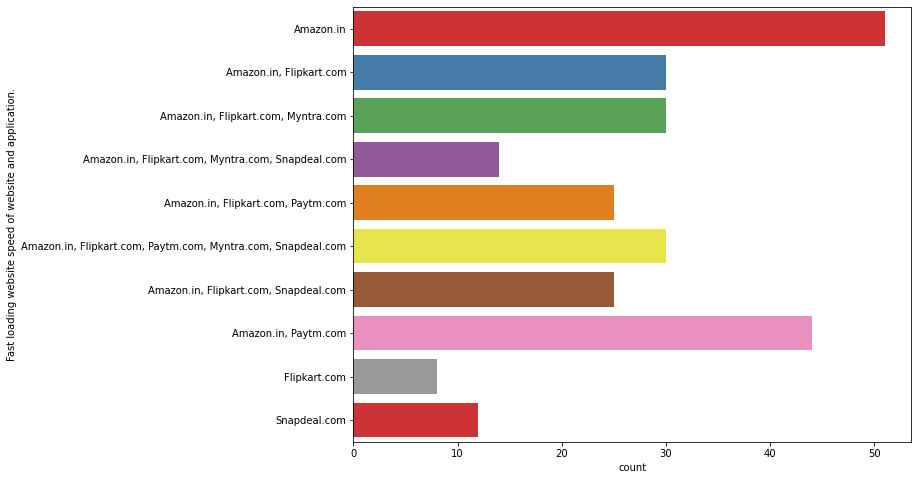 Fast loading website speed of website and application.
Amazon.in
Amazon.in, Flipkart.com
Amazon.in, Flipkart.com, Myntra.com
Amazon.in, Flipkart.com, Myntra.com, Snapdeal.com
Amazon.in, Flipkart.com, Paytm.com
Amazon.in, Flipkart.com, Paytm.com, Myntra.com, Snapdeal.com
Amazon.in, Flipkart.com, Snapdeal.com
Amazon.in, Paytm.com
Flipkart.com
Snapdeal.com
0 10 20 30 40 50
count